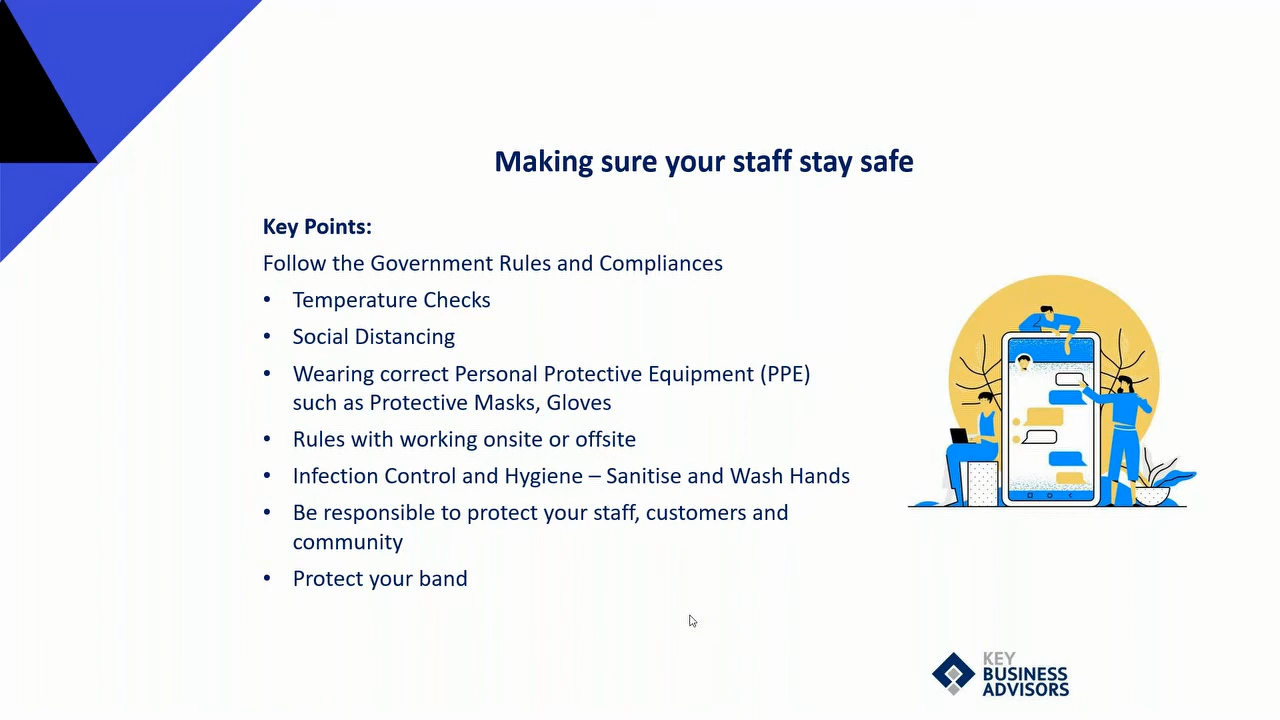 Making sure your staff stay safe
Key Points:
Follow the Government Rules and Compliances
• Temperature Checks
• Social Distancing
• Wearing correct Personal Protective Equipment (PPE)
such as Protective Masks, Gloves
• Rules with working onsite or offsite
• Infection Control and Hygiene – Sanitise and Wash Hands
• Be responsible to protect your staff, customers and
community
• Protect your band
KEY
BUSINESS
ADVISORS